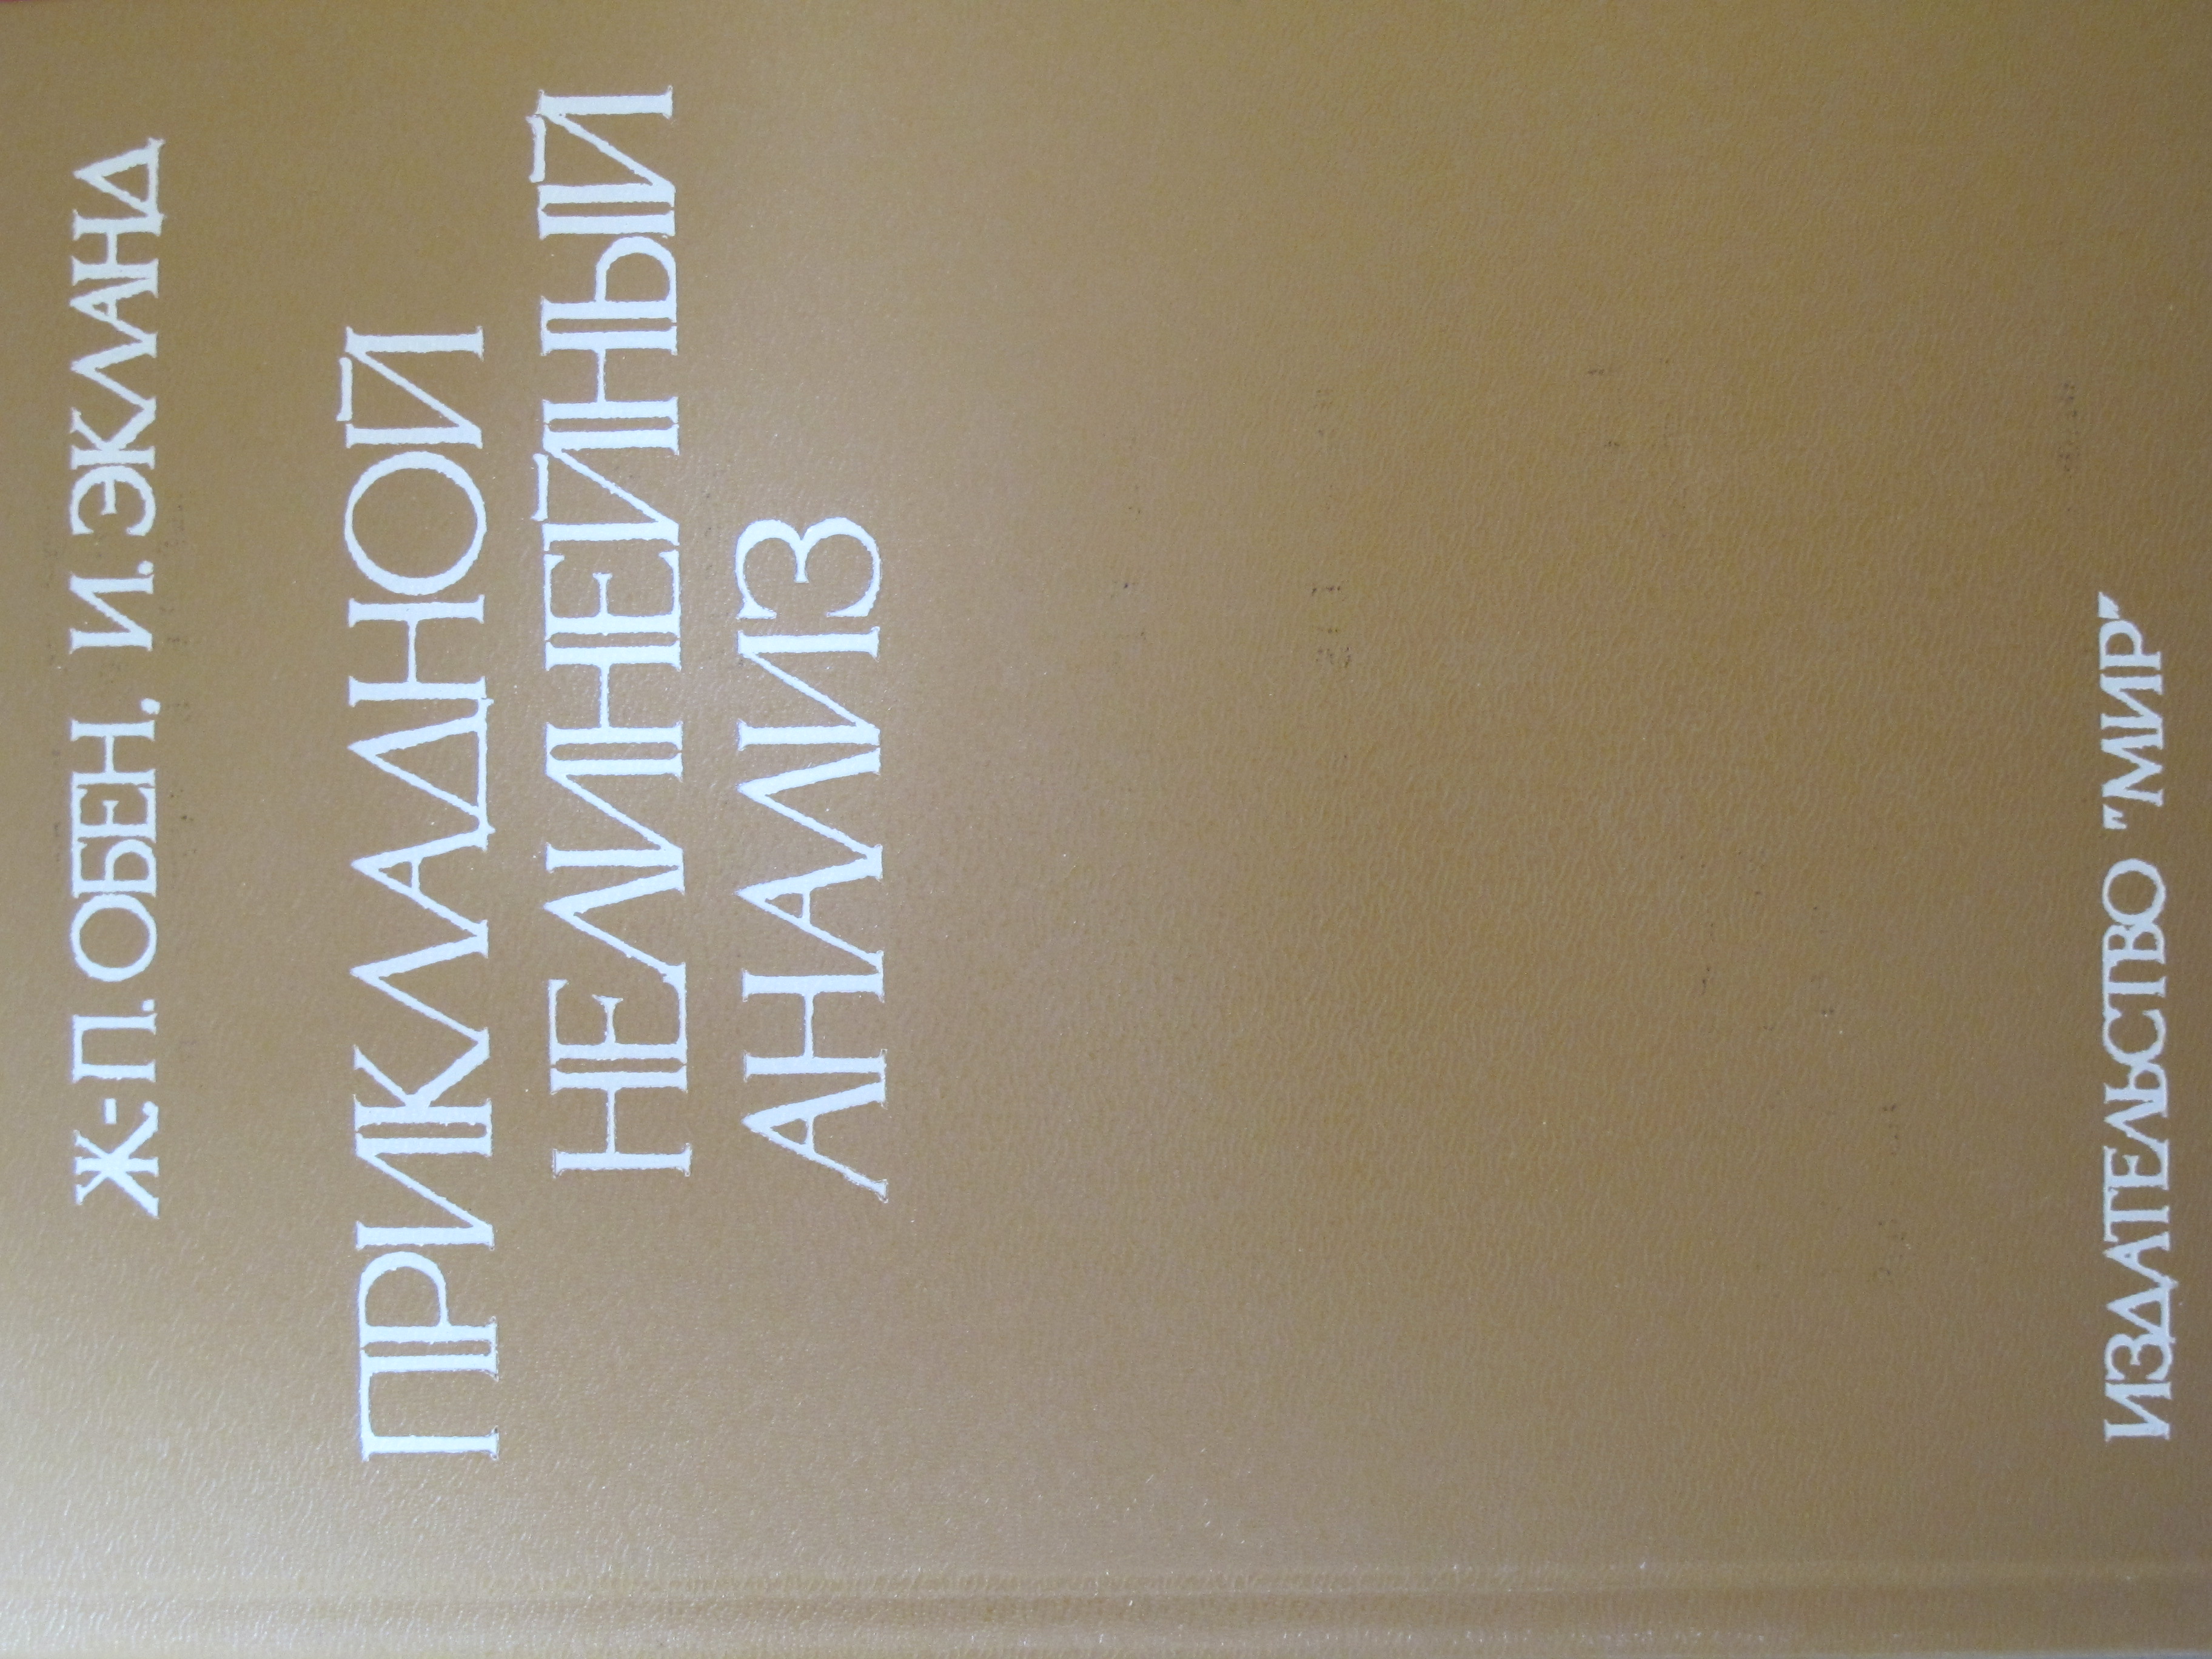 Ж.-П. ОБЕН, И. ЭКЛАНД
ПРИКЛАДНОЙ
НЕЛИНЕЙНЫЙ
АНАЛИЗ
ИЗДАТЕЛЬСТВО "МИР"